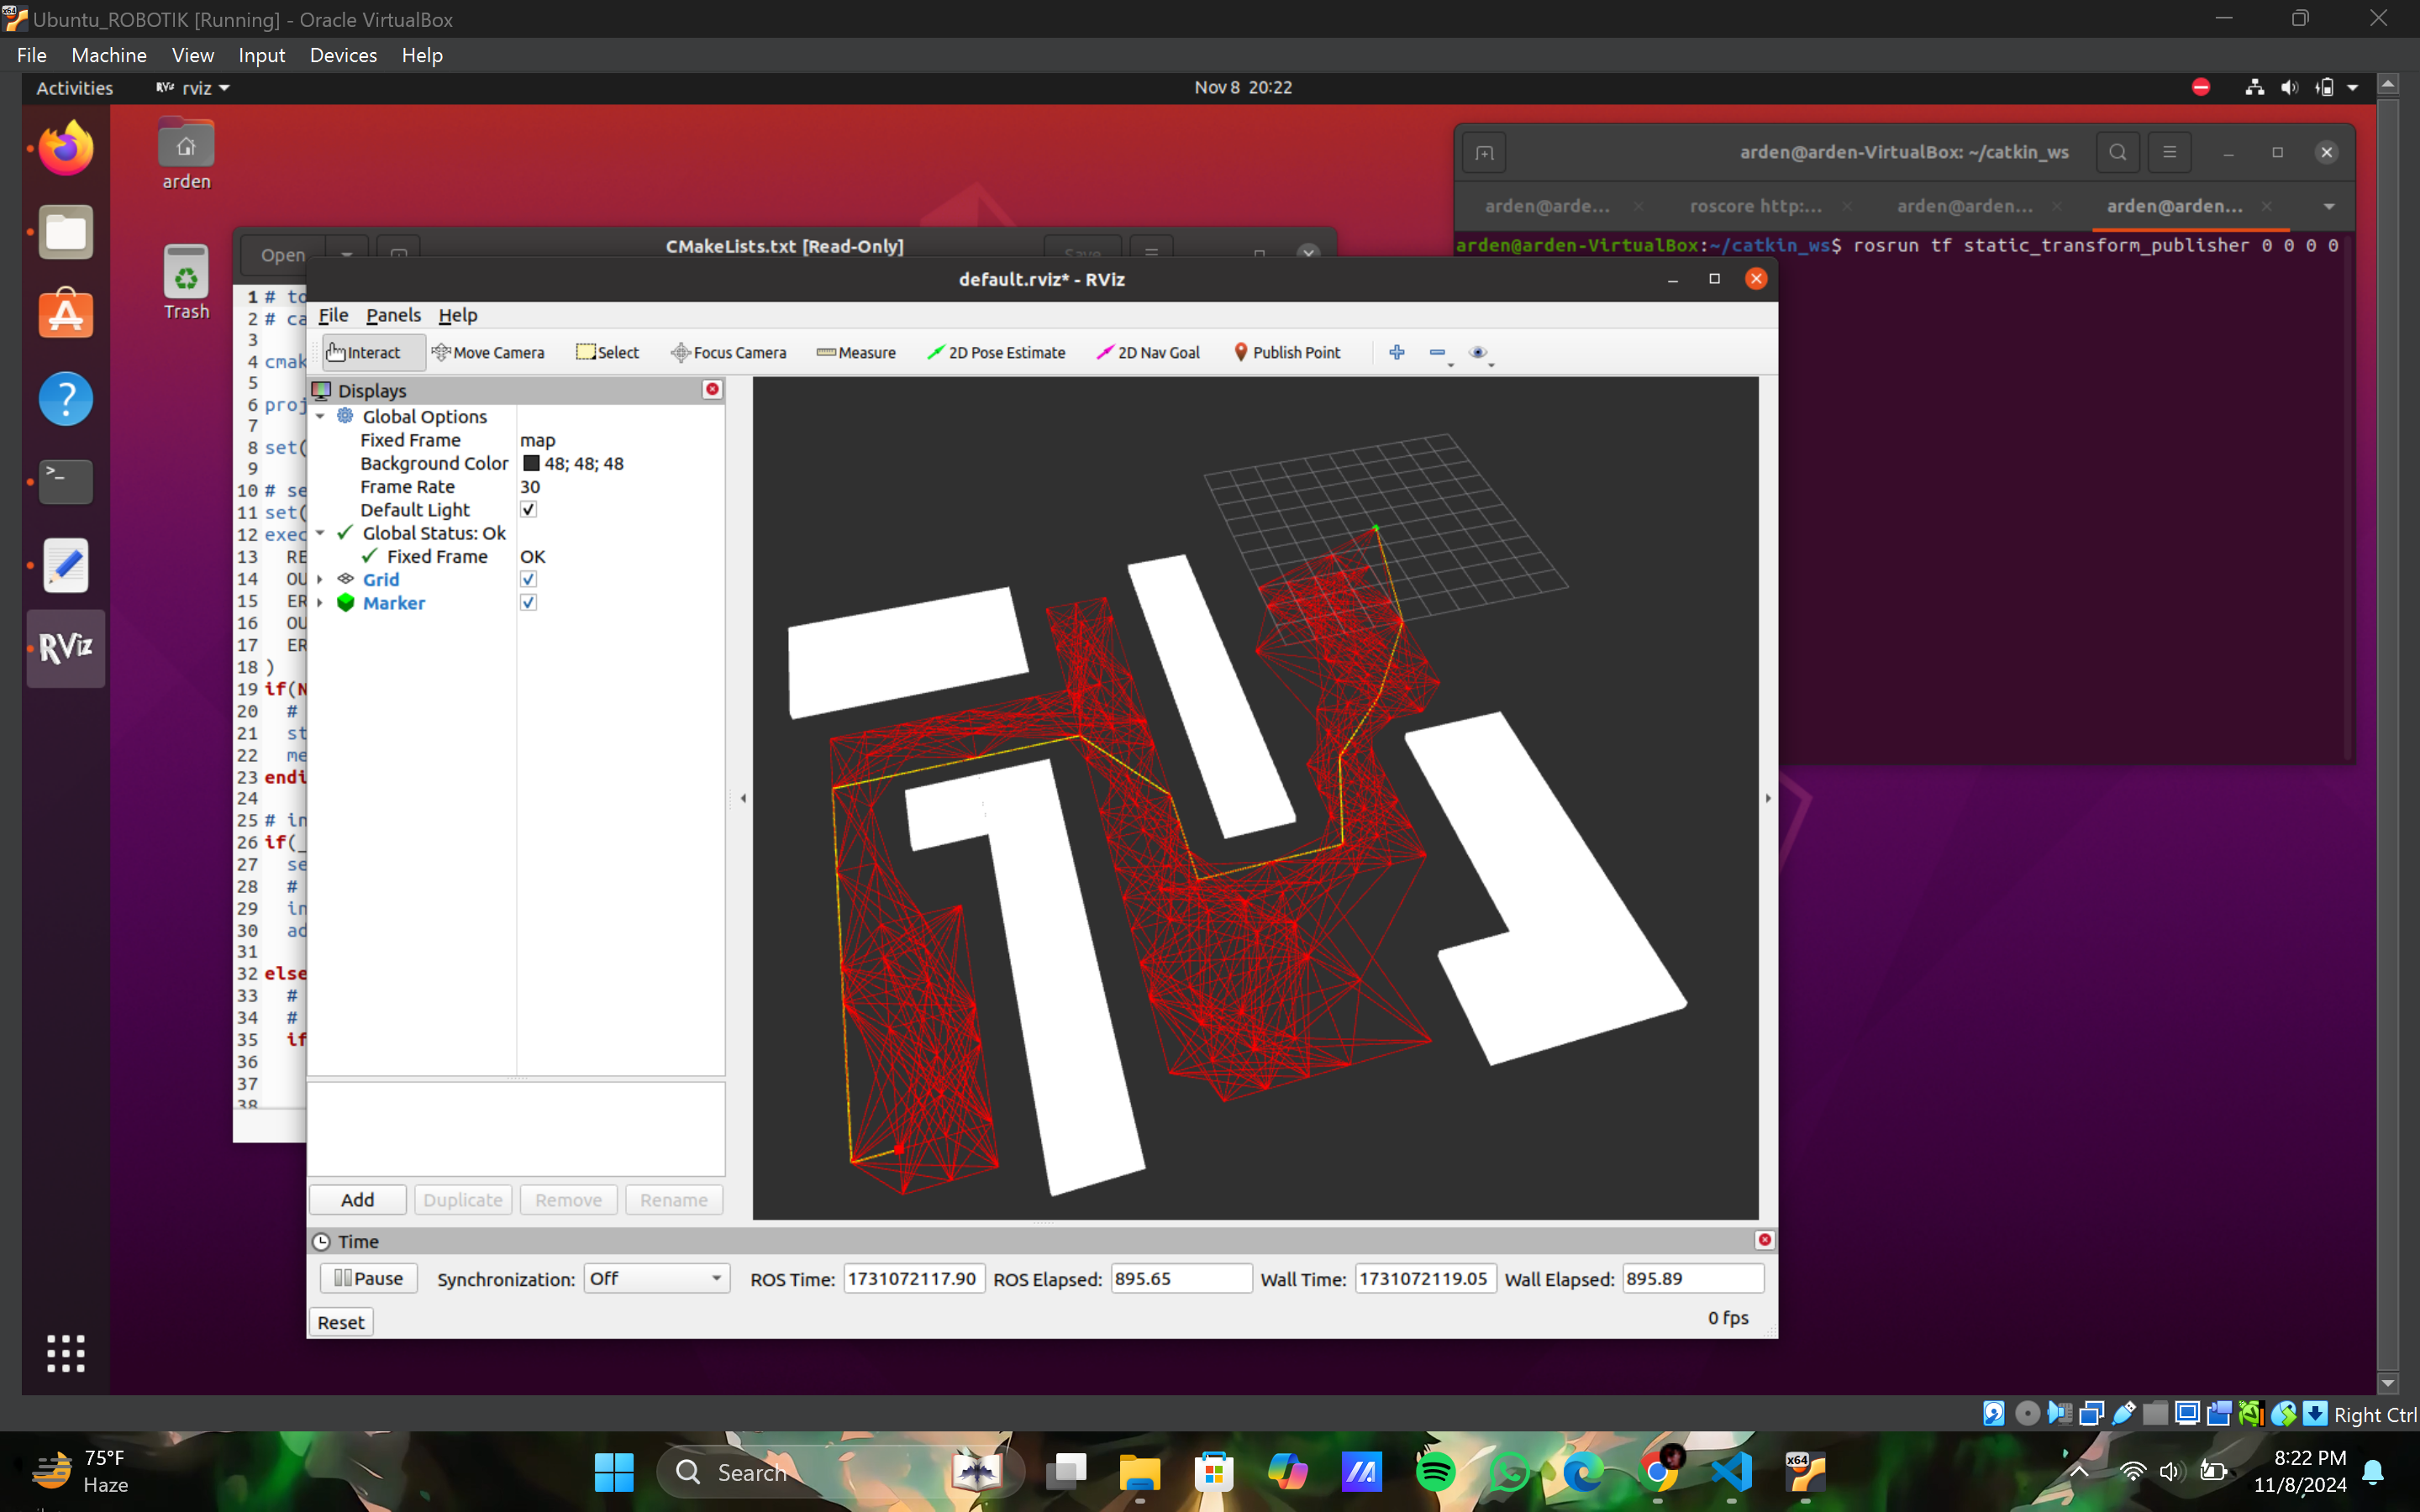 Ubuntu_ROBOTIK [Running] - Oracle VirtualBox
File Machine View Input Devices Help
Activities rviz Nov 8 20:22
arden
Trash
arden@arden-VirtualBox: ~/catkin_ws
arden@arde... roscore http:... arden@arden... arden@arden...
arden@arden-VirtualBox:~/catkin_ws$ rosrun tf static_transform_publisher 0 0 0 0
Open CMakeLists.txt [Read-Only] Save
1 # to
2 # ca
3
4 cmak
5
6 proj
7
8 set(
9
10 # se
11 set(
12 exec
13 RE
14 OU
15 ER
16 OU
17 ER
18 )
19 if(N
20 #
21 st
22 me
23 endi
24
25 # in
26 if(_
27 se
28 #
29 in
30 ad
31
32 else
33 #
34 #
35 if
36
37
38
default.rviz* - RViz
File Panels Help
Interact Move Camera Select Focus Camera Measure 2D Pose Estimate 2D Nav Goal Publish Point
Displays
Global Options
Fixed Frame map
Background Color 48; 48; 48
Frame Rate 30
Default Light
Global Status: Ok
Fixed Frame OK
Grid
Marker
Add Duplicate Remove Rename
Time
Pause Synchronization: Off ROS Time: 1731072117.90 ROS Elapsed: 895.65 Wall Time: 1731072119.05 Wall Elapsed: 895.89
Reset 0 fps
RViz
Right Ctrl
75°F
Haze
Search
x64
8:22 PM
11/8/2024